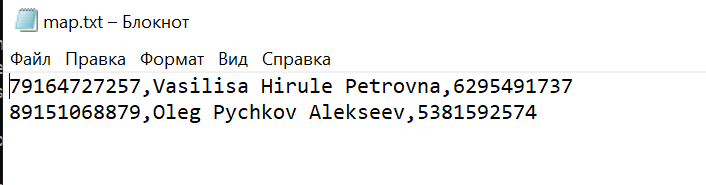 map.txt – Блокнот
Файл Правка Формат Вид Справка
79164727257,Vasilisa Hirule Petrovna,6295491737
89151068879,Oleg Pychkov Alekseev,5381592574